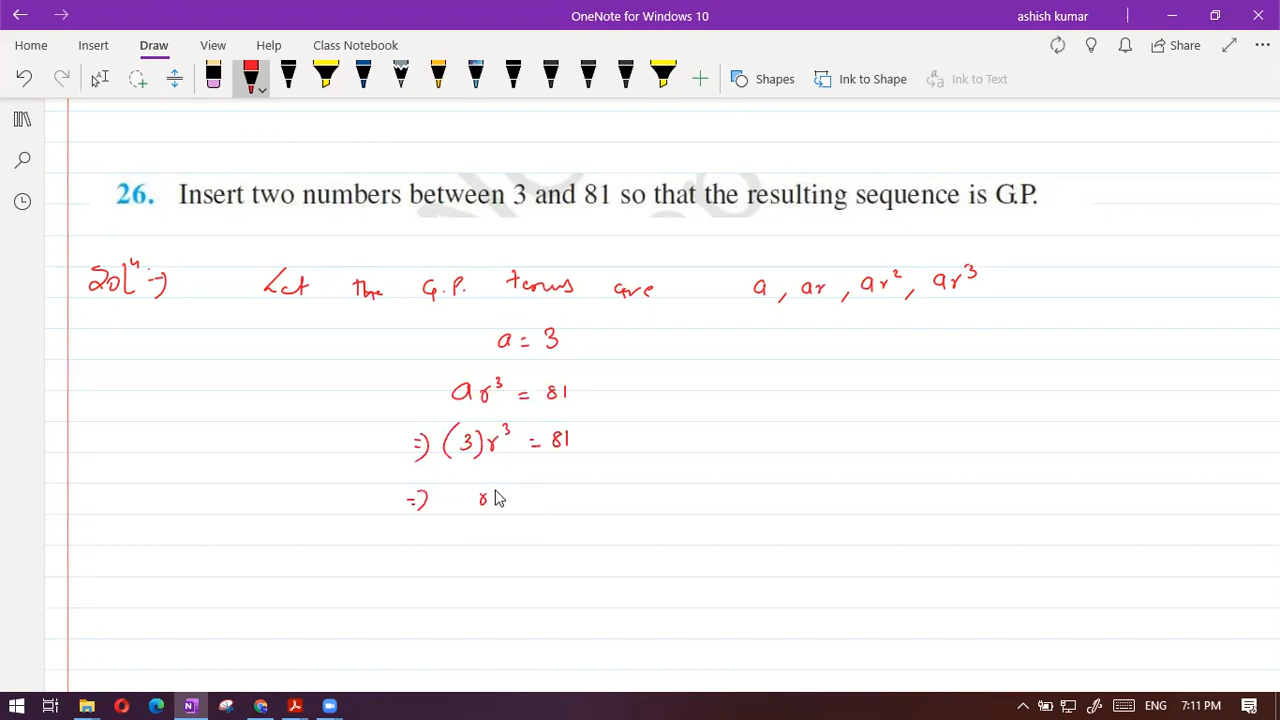 OneNote for Windows 10
ashish kumar
Home Insert Draw View Help Class Notebook
Share
Shapes Ink to Shape Ink to Text
26. Insert two numbers between 3 and 81 so that the resulting sequence is G.P.
Solⁿ :-) Let the G.P. terms are a, ar, ar², ar³
a = 3
ar³ = 81
=) (3)r³ = 81
=) r
ENG 7:11 PM